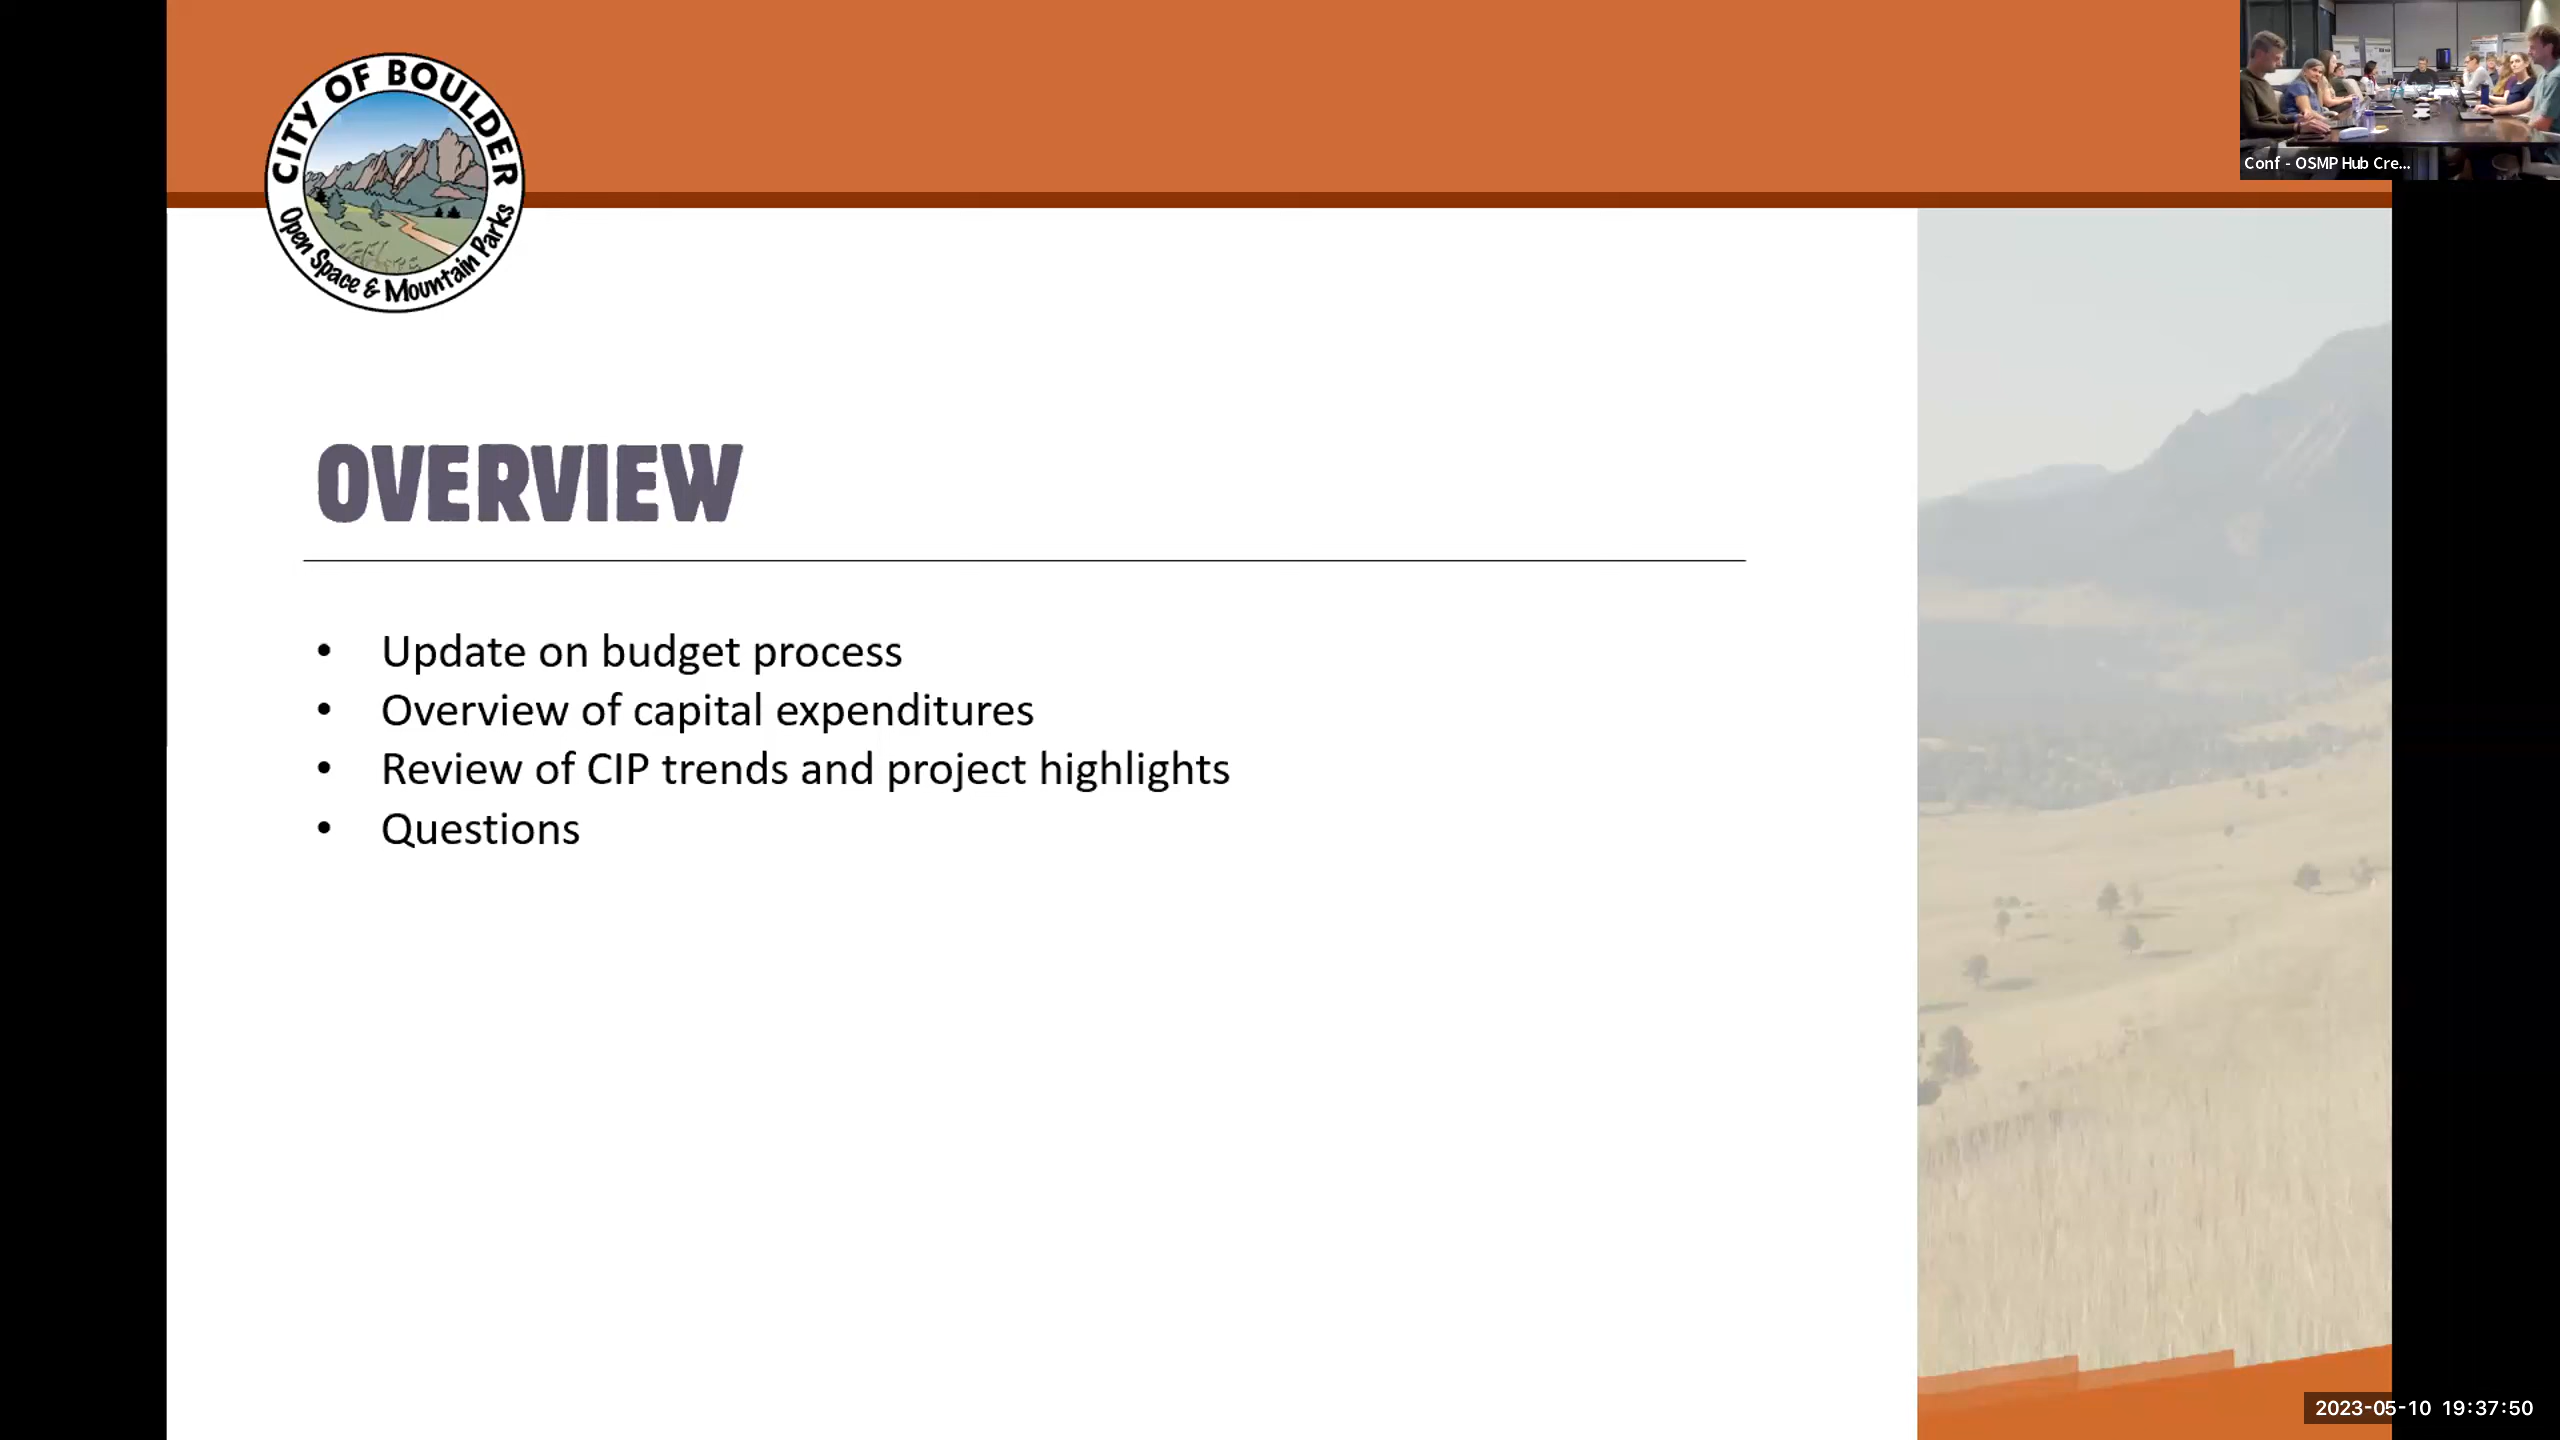 CITY OF BOULDER
Open Space & Mountain Parks
Conf - OSMP Hub Cre...
OVERVIEW
• Update on budget process
• Overview of capital expenditures
• Review of CIP trends and project highlights
• Questions
2023-05-10 19:37:50